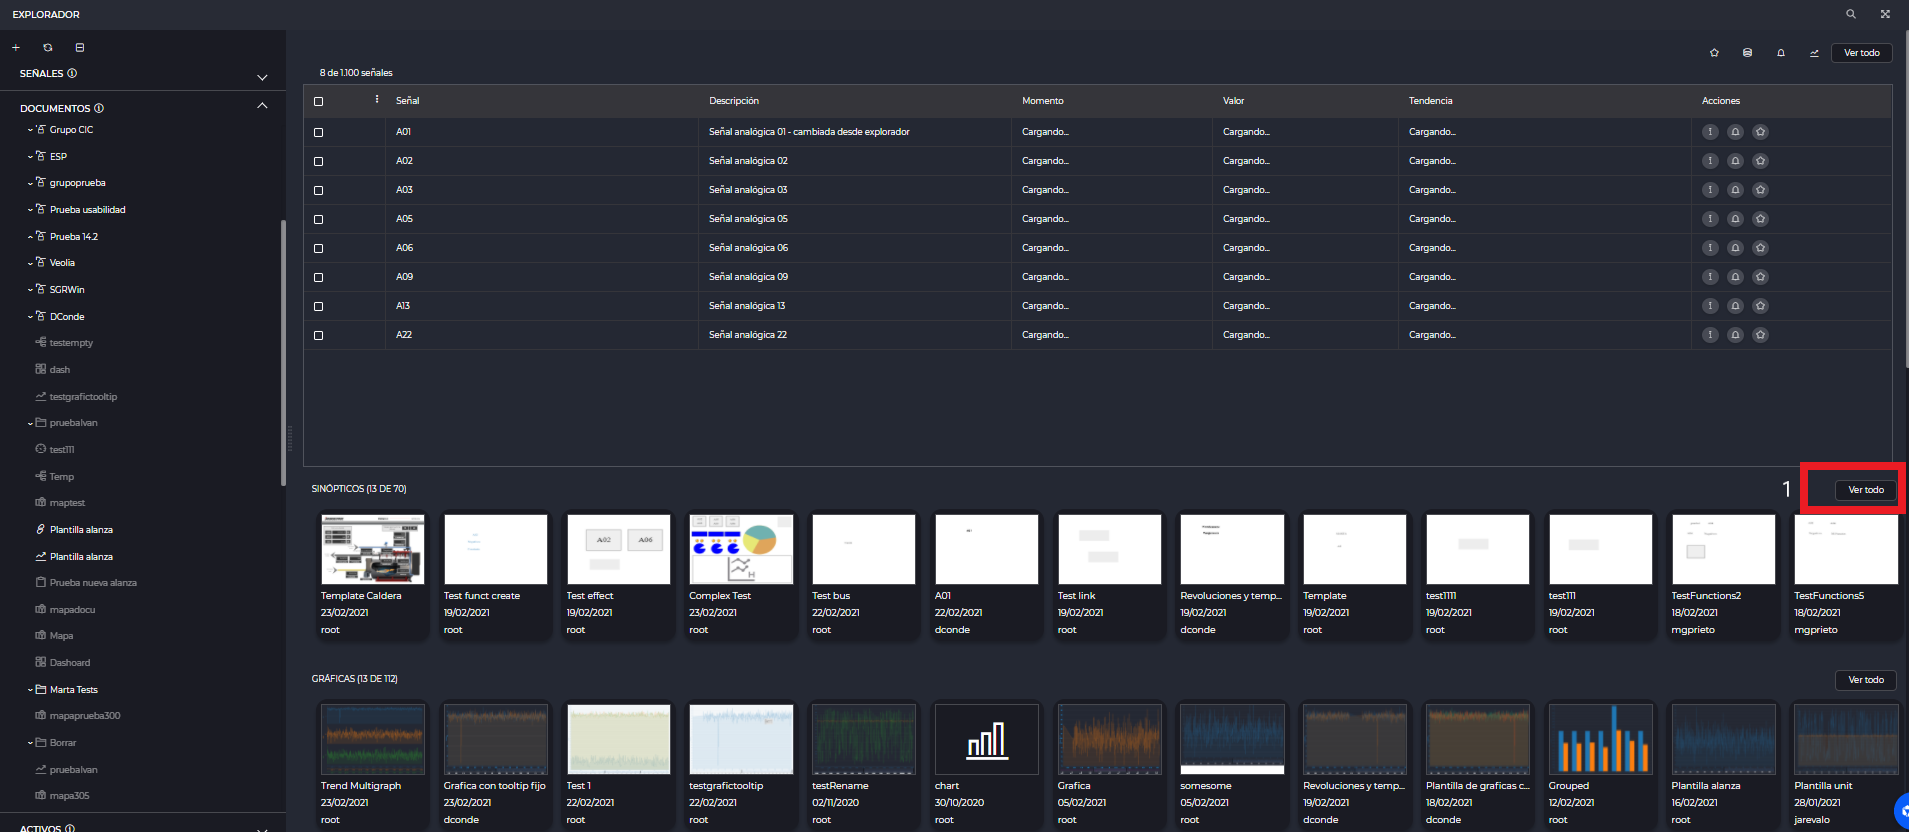 EXPLORADOR
SEÑALES
DOCUMENTOS
Grupo CIC
ESP
grupoprueba
Prueba usabilidad
Prueba 14.2
Veolia
SGRWin
DConde
testempty
dash
testgrafictooltip
pruebaIvan
test111
Temp
maptest
Plantilla alanza
Plantilla alanza
Prueba nueva alanza
mapadocu
Mapa
Dashoard
Marta Tests
mapaprueba300
Borrar
pruebaIvan
mapa305
ACTIVOS
Ver todo
8 de 1.100 señales
Señal Descripción Momento Valor Tendencia Acciones
A01 Señal analógica 01 - cambiada desde explorador Cargando... Cargando... Cargando...
A02 Señal analógica 02 Cargando... Cargando... Cargando...
A03 Señal analógica 03 Cargando... Cargando... Cargando...
A05 Señal analógica 05 Cargando... Cargando... Cargando...
A06 Señal analógica 06 Cargando... Cargando... Cargando...
A09 Señal analógica 09 Cargando... Cargando... Cargando...
A13 Señal analógica 13 Cargando... Cargando... Cargando...
A22 Señal analógica 22 Cargando... Cargando... Cargando...
SINÓPTICOS (13 DE 70) 1 Ver todo
A02 A06
Template Caldera Test funct create Test effect Complex Test Test bus A01 Test link Revoluciones y temp... Template test1111 test111 TestFunctions2 TestFunctions5
23/02/2021 19/02/2021 19/02/2021 23/02/2021 22/02/2021 22/02/2021 19/02/2021 19/02/2021 19/02/2021 19/02/2021 19/02/2021 18/02/2021 18/02/2021
root root root root root dconde root dconde root root root mgprieto mgprieto
GRÁFICAS (13 DE 112) Ver todo
Trend Multigraph Grafica con tooltip fijo Test 1 testgrafictooltip testRename chart Grafica somesome Revoluciones y temp... Plantilla de graficas c... Grouped Plantilla alanza Plantilla unit
23/02/2021 23/02/2021 22/02/2021 22/02/2021 02/11/2020 30/10/2020 05/02/2021 05/02/2021 19/02/2021 18/02/2021 12/02/2021 16/02/2021 28/01/2021
root dconde root root root root root root dconde dconde root root jarevalo